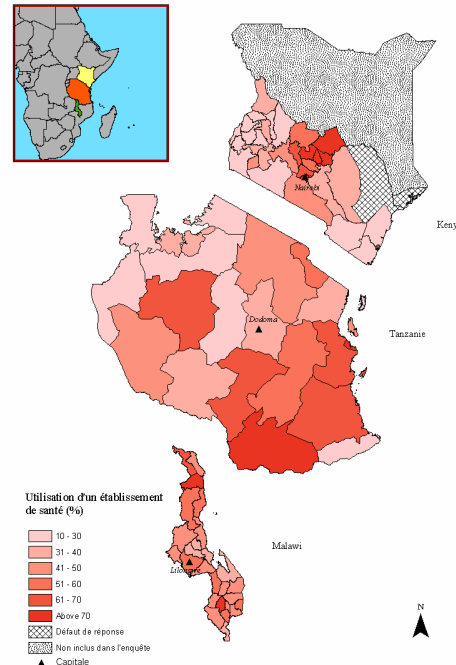 Nairobi
Keny
Dodoma
Tanzanie
Utilisation d'un établissement
de santé (%)
10 - 30
31 - 40
41 - 50
51 - 60
61 - 70
Above 70
Défaut de réponse
Non inclus dans l'enquête
Capitale
Malawi
Lilongwe
N